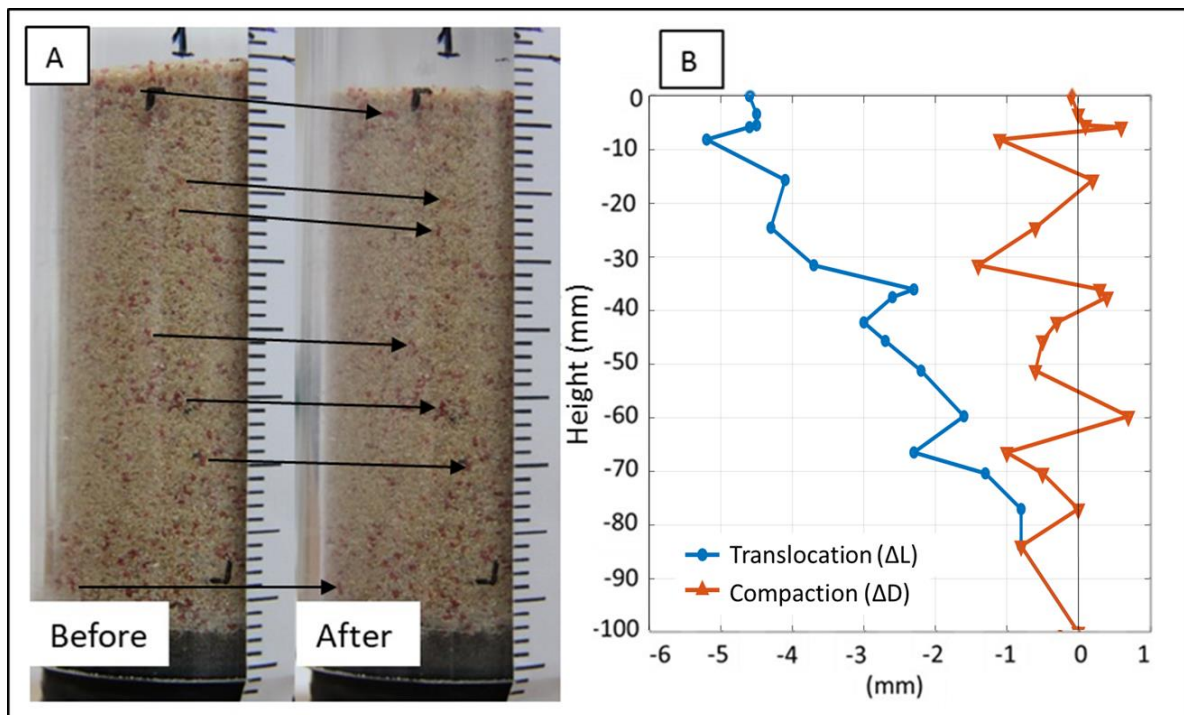 A
1
1
Before
After
B
0
-10
-20
-30
-40
-50
-60
-70
-80
-90
-100
Height (mm)
Translocation (ΔL)
Compaction (ΔD)
-6
-5
-4
-3
-2
-1
0
1
(mm)